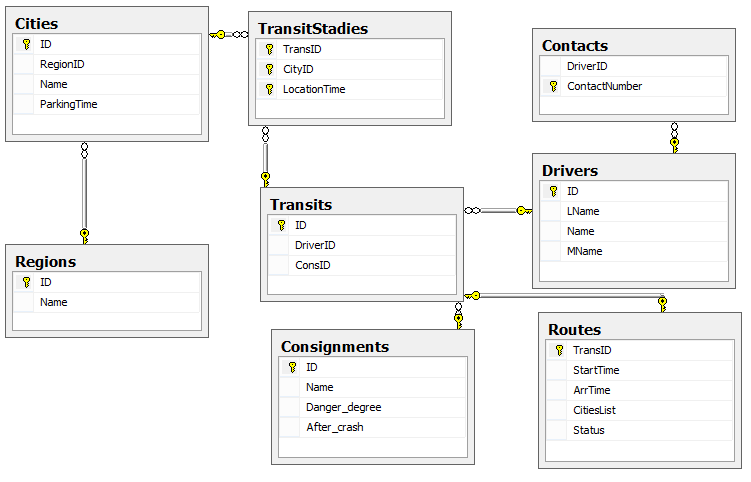 Cities
ID
RegionID
Name
ParkingTime
TransitStadies
TransID
CityID
LocationTime
Contacts
DriverID
ContactNumber
Drivers
ID
LName
Name
MName
Transits
ID
DriverID
ConsID
Regions
ID
Name
Consignments
ID
Name
Danger_degree
After_crash
Routes
TransID
StartTime
ArrTime
CitiesList
Status